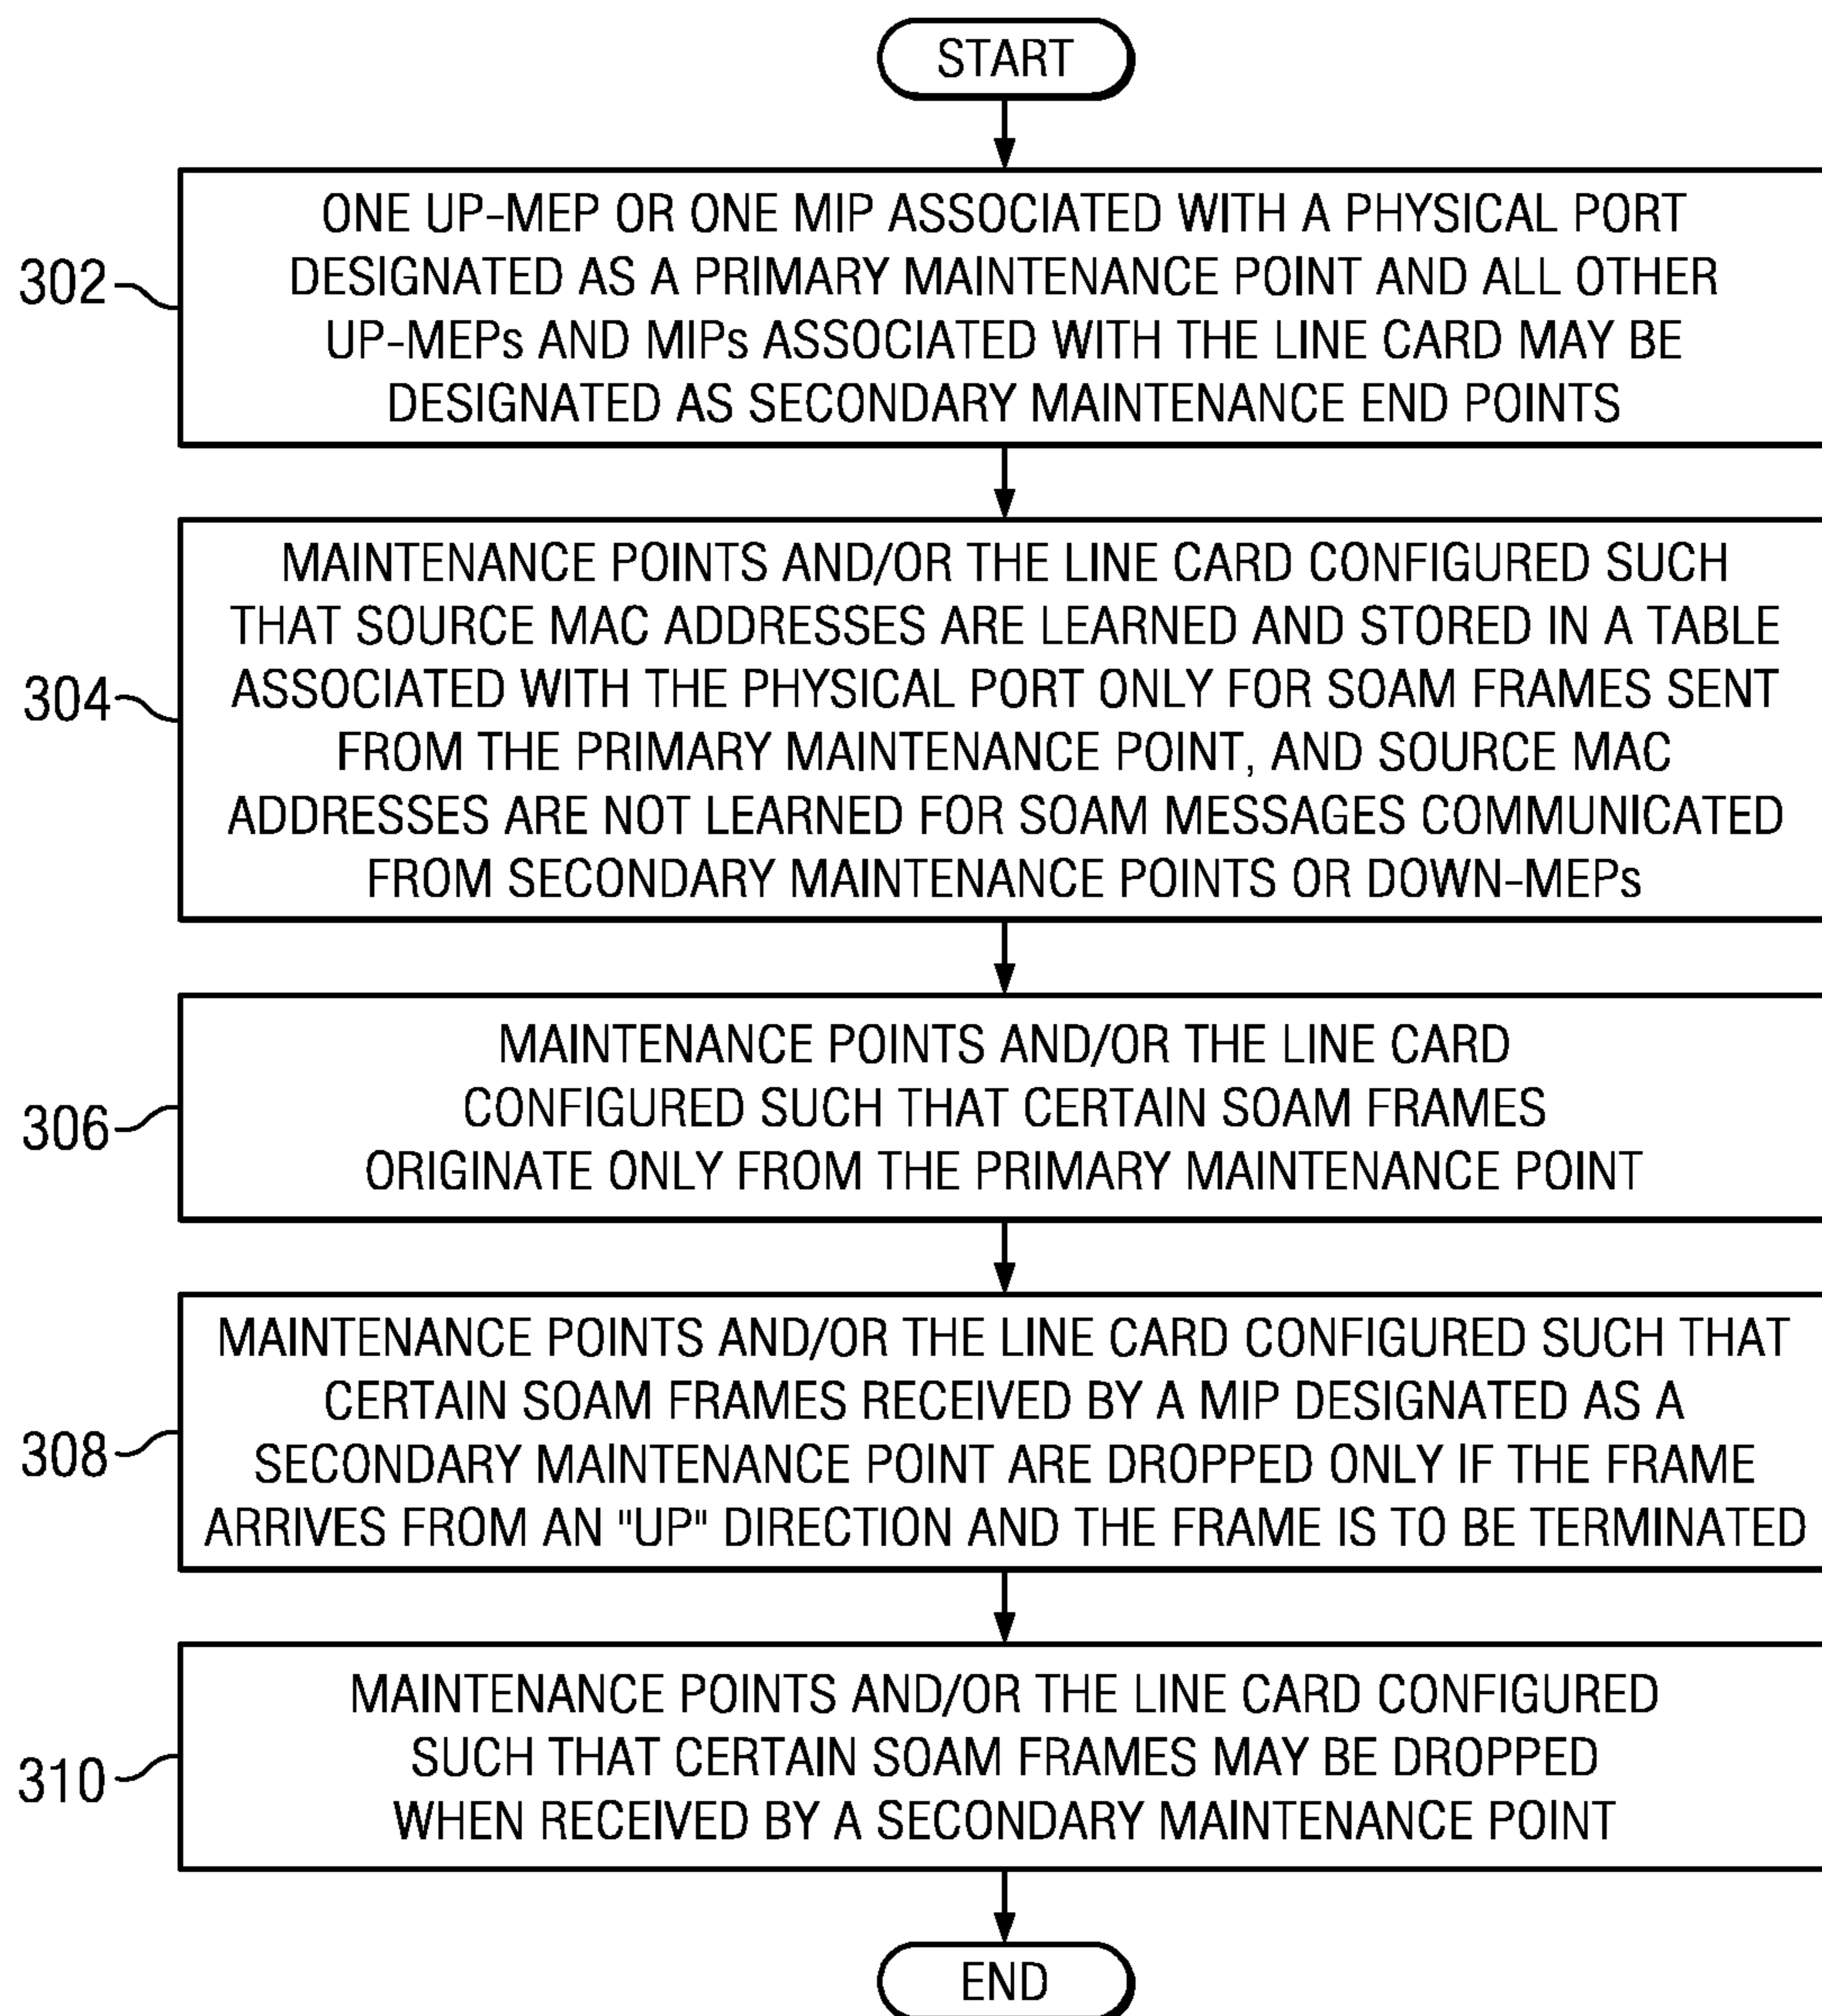 START
ONE UP-MEP OR ONE MIP ASSOCIATED WITH A PHYSICAL PORT
DESIGNATED AS A PRIMARY MAINTENANCE POINT AND ALL OTHER
UP-MEPs AND MIPs ASSOCIATED WITH THE LINE CARD MAY BE
DESIGNATED AS SECONDARY MAINTENANCE END POINTS
302
MAINTENANCE POINTS AND/OR THE LINE CARD CONFIGURED SUCH
THAT SOURCE MAC ADDRESSES ARE LEARNED AND STORED IN A TABLE
ASSOCIATED WITH THE PHYSICAL PORT ONLY FOR SOAM FRAMES SENT
FROM THE PRIMARY MAINTENANCE POINT, AND SOURCE MAC
ADDRESSES ARE NOT LEARNED FOR SOAM MESSAGES COMMUNICATED
FROM SECONDARY MAINTENANCE POINTS OR DOWN-MEPs
304
MAINTENANCE POINTS AND/OR THE LINE CARD
CONFIGURED SUCH THAT CERTAIN SOAM FRAMES
ORIGINATE ONLY FROM THE PRIMARY MAINTENANCE POINT
306
MAINTENANCE POINTS AND/OR THE LINE CARD CONFIGURED SUCH THAT
CERTAIN SOAM FRAMES RECEIVED BY A MIP DESIGNATED AS A
SECONDARY MAINTENANCE POINT ARE DROPPED ONLY IF THE FRAME
ARRIVES FROM AN "UP" DIRECTION AND THE FRAME IS TO BE TERMINATED
308
MAINTENANCE POINTS AND/OR THE LINE CARD CONFIGURED
SUCH THAT CERTAIN SOAM FRAMES MAY BE DROPPED
WHEN RECEIVED BY A SECONDARY MAINTENANCE POINT
310
END